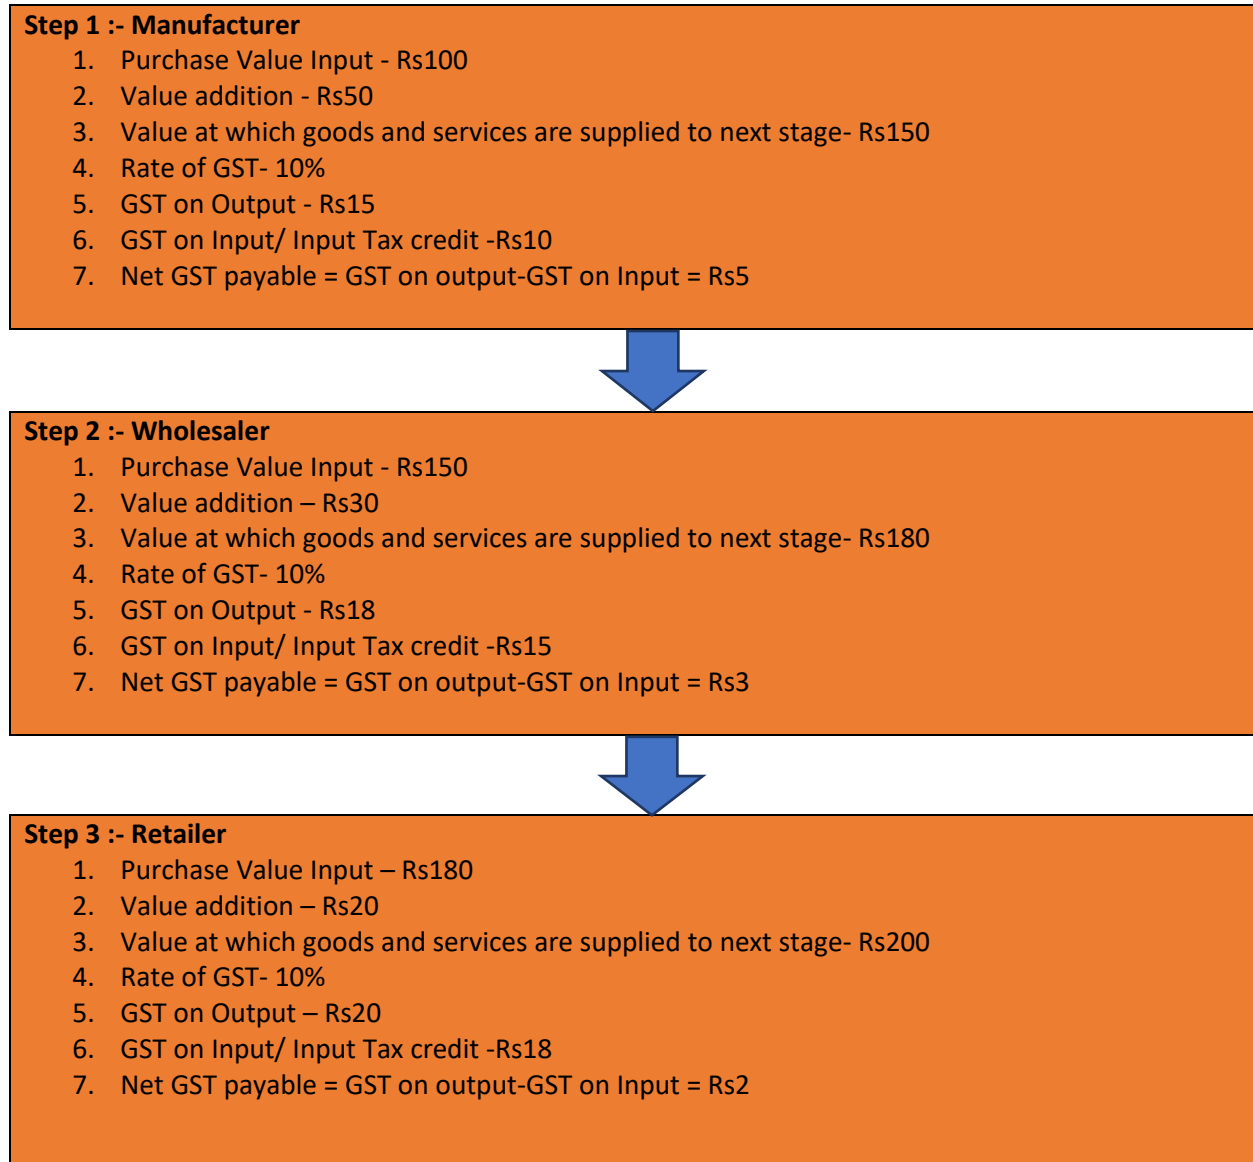 Step 1 :- Manufacturer
1. Purchase Value Input - Rs100
2. Value addition - Rs50
3. Value at which goods and services are supplied to next stage- Rs150
4. Rate of GST- 10%
5. GST on Output - Rs15
6. GST on Input/ Input Tax credit -Rs10
7. Net GST payable = GST on output-GST on Input = Rs5
Step 2 :- Wholesaler
1. Purchase Value Input - Rs150
2. Value addition – Rs30
3. Value at which goods and services are supplied to next stage- Rs180
4. Rate of GST- 10%
5. GST on Output - Rs18
6. GST on Input/ Input Tax credit -Rs15
7. Net GST payable = GST on output-GST on Input = Rs3
Step 3 :- Retailer
1. Purchase Value Input – Rs180
2. Value addition – Rs20
3. Value at which goods and services are supplied to next stage- Rs200
4. Rate of GST- 10%
5. GST on Output – Rs20
6. GST on Input/ Input Tax credit -Rs18
7. Net GST payable = GST on output-GST on Input = Rs2